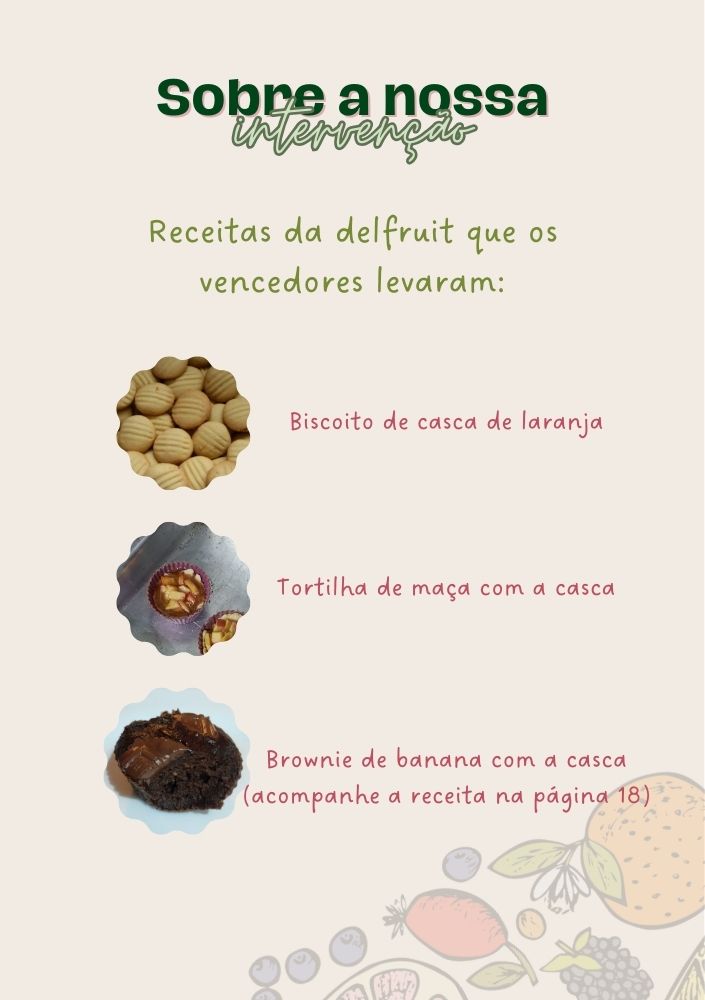 Sobre a nossa
intervenção
Receitas da delfruit que os
vencedores levaram:
Biscoito de casca de laranja
Tortilha de maça com a casca
Brownie de banana com a casca
(acompanhe a receita na página 18)